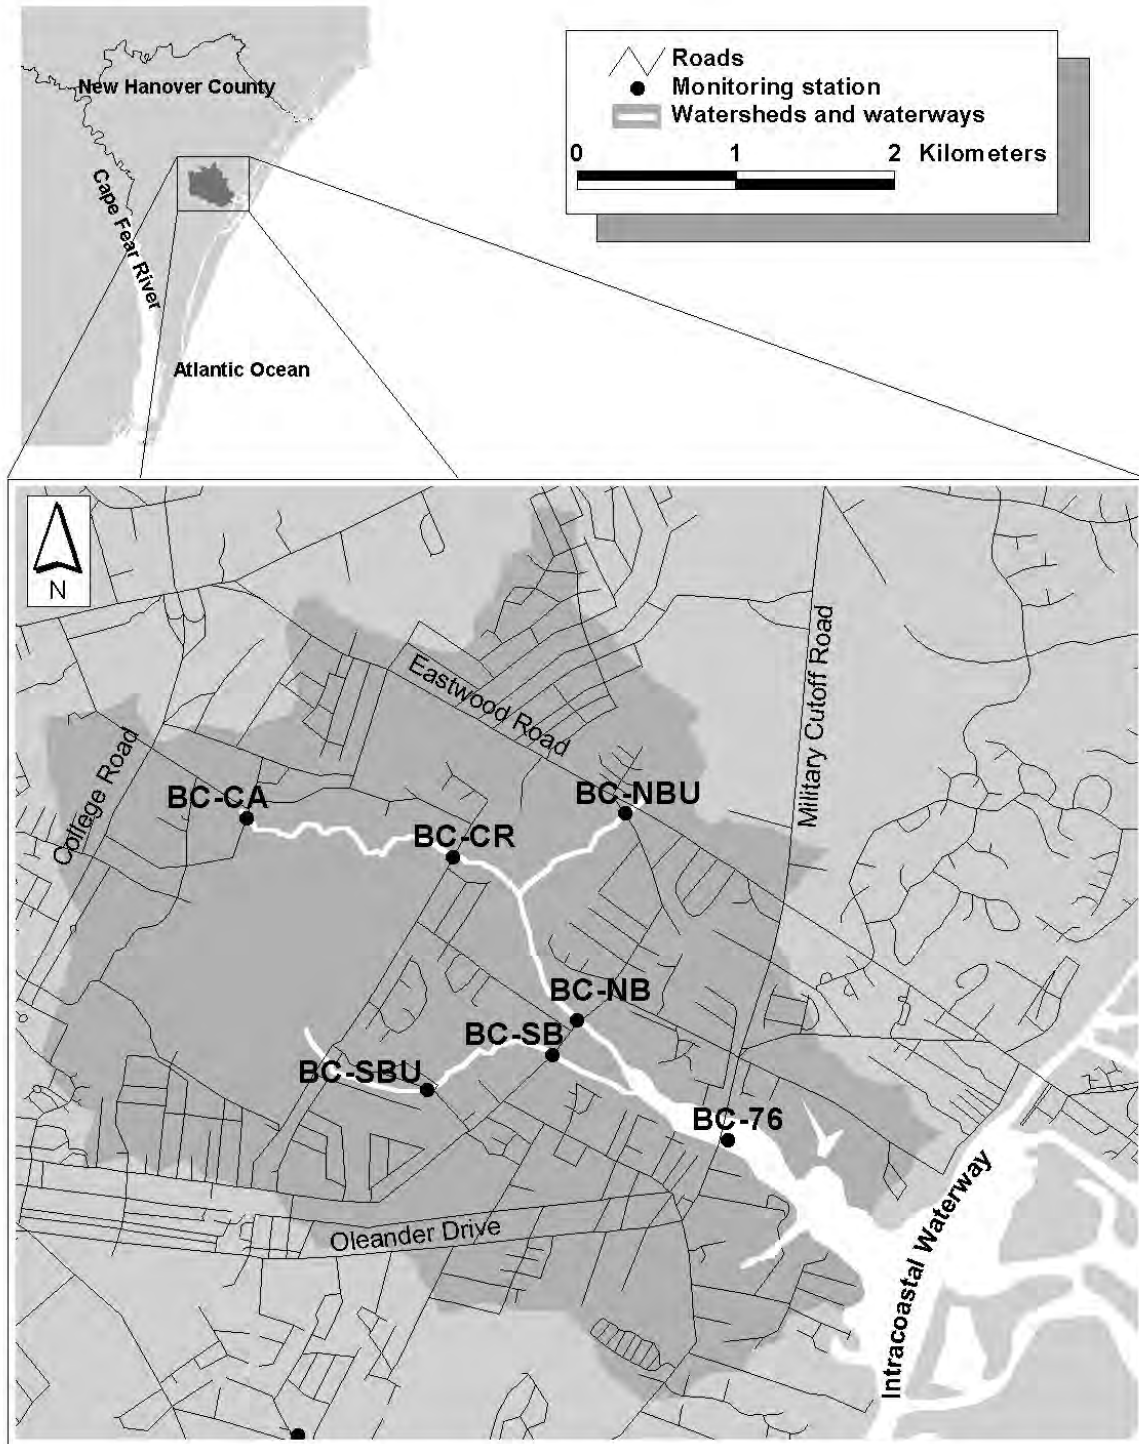 New Hanover County
Cape Fear River
Atlantic Ocean
Roads
Monitoring station
Watersheds and waterways
0 1 2 Kilometers
N
Eastwood Road
Military Cutoff Road
College Road
BC-CA
BC-NBU
BC-CR
BC-NB
BC-SB
BC-SBU
BC-76
Oleander Drive
Intracoastal Waterway